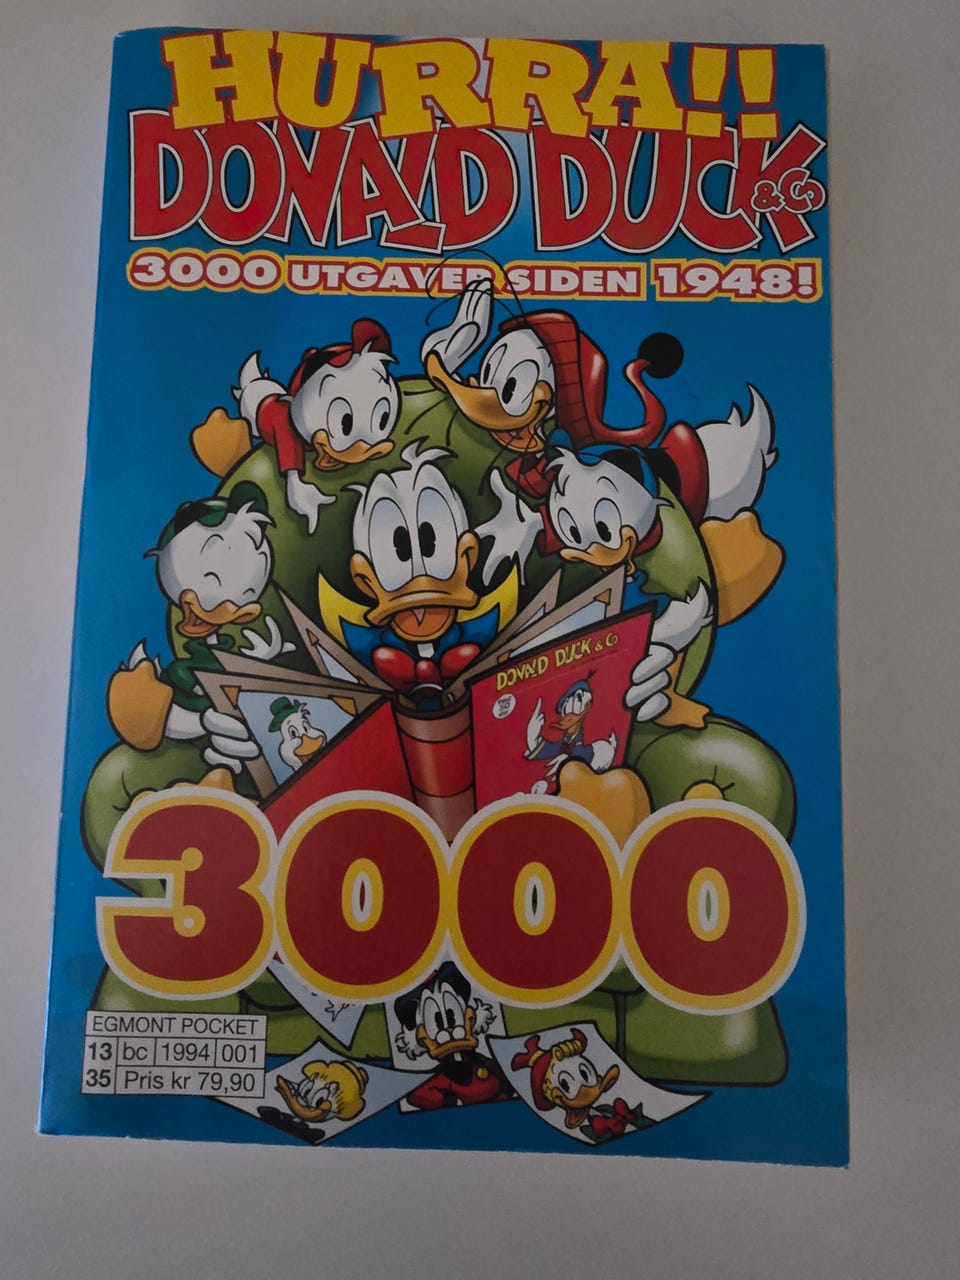 HURRA!!
DONALD DUCK
& Co
3000 UTGAVER SIDEN 1948!
DONALD DUCK & Co
3000
EGMONT POCKET
13 bc 1994 001
35 Pris kr 79,90